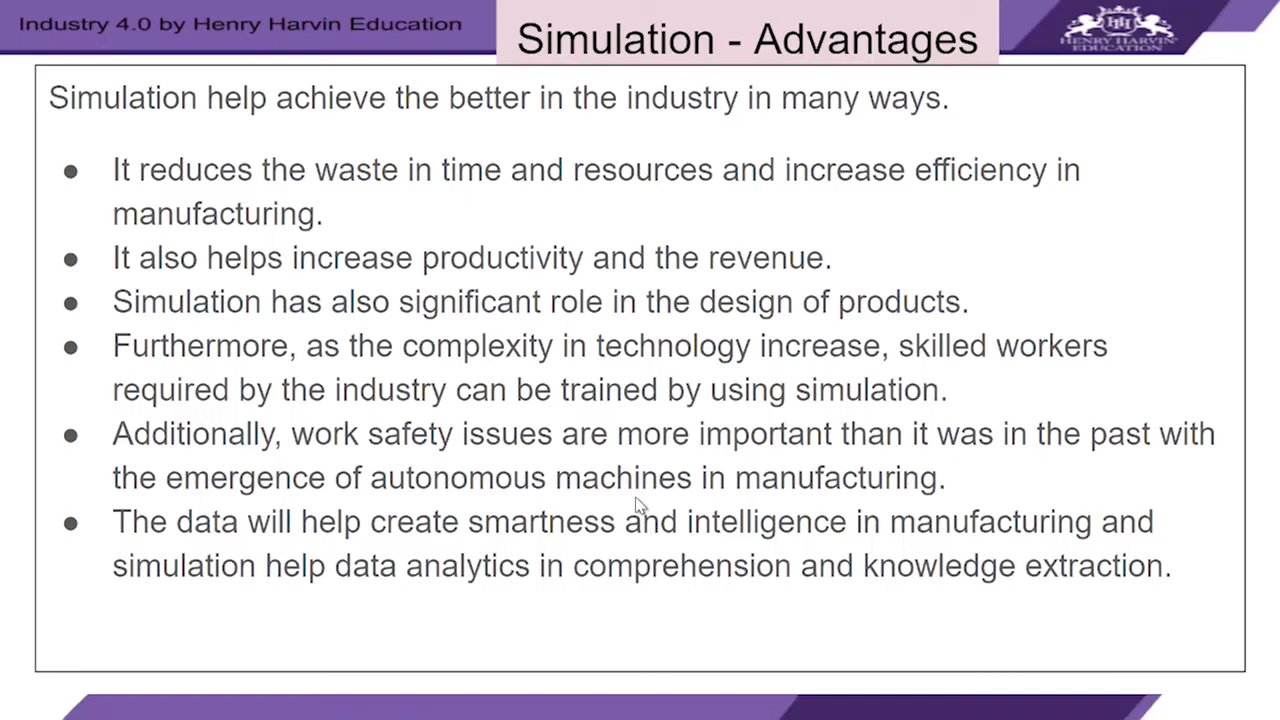 Industry 4.0 by Henry Harvin Education
Simulation - Advantages
HENRY HARVIN
EDUCATION
Simulation help achieve the better in the industry in many ways.
● It reduces the waste in time and resources and increase efficiency in
manufacturing.
● It also helps increase productivity and the revenue.
● Simulation has also significant role in the design of products.
● Furthermore, as the complexity in technology increase, skilled workers
required by the industry can be trained by using simulation.
● Additionally, work safety issues are more important than it was in the past with
the emergence of autonomous machines in manufacturing.
● The data will help create smartness and intelligence in manufacturing and
simulation help data analytics in comprehension and knowledge extraction.